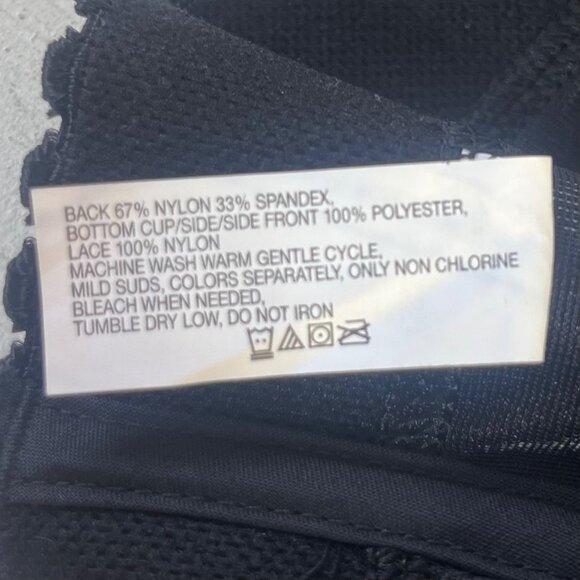 BACK 67% NYLON 33% SPANDEX,
BOTTOM CUP/SIDE/SIDE FRONT 100% POLYESTER,
LACE 100% NYLON
MACHINE WASH WARM GENTLE CYCLE,
MILD SUDS, COLORS SEPARATELY, ONLY NON CHLORINE
BLEACH WHEN NEEDED,
TUMBLE DRY LOW, DO NOT IRON